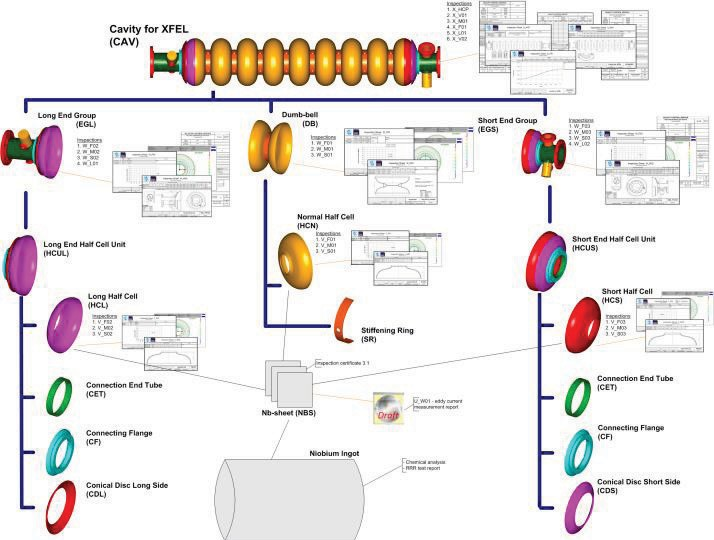 Cavity for XFEL
(CAV)
Inspections
1. X_HCP
2. X_V01
3. X_M01
4. X_F01
5. X_L01
6. X_V02
Long End Group
(EGL)
Inspections
1. W_F02
2. W_M02
3. W_S02
4. W_L01
Dumb-bell
(DB)
Inspections
1. W_F01
2. W_M01
3. W_S01
Short End Group
(EGS)
Inspections
1. W_F03
2. W_M03
3. W_S03
4. W_L02
Normal Half Cell
(HCN)
Inspections
1. V_F01
2. V_M01
3. V_S01
Long End Half Cell Unit
(HCUL)
Short End Half Cell Unit
(HCUS)
Long Half Cell
(HCL)
Inspections
1. V_F02
2. V_M02
3. V_S02
Short Half Cell
(HCS)
Inspections
1. V_F03
2. V_M03
3. V_S03
Stiffening Ring
(SR)
Inspection certificate 3.1
Connection End Tube
(CET)
Connection End Tube
(CET)
Nb-sheet (NBS)
Draft
U_W01 - eddy current
measurement report
Connecting Flange
(CF)
Connecting Flange
(CF)
Niobium Ingot
- Chemical analysis
- RRR test report
Conical Disc Long Side
(CDL)
Conical Disc Short Side
(CDS)